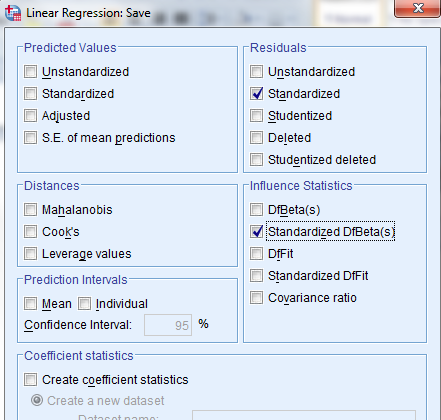 Linear Regression: Save
Predicted Values
Unstandardized
Standardized
Adjusted
S.E. of mean predictions
Residuals
Unstandardized
Standardized
Studentized
Deleted
Studentized deleted
Distances
Mahalanobis
Cook's
Leverage values
Influence Statistics
DfBeta(s)
Standardized DfBeta(s)
DfFit
Standardized DfFit
Covariance ratio
Prediction Intervals
Mean Individual
Confidence Interval: 95 %
Coefficient statistics
Create coefficient statistics
Create a new dataset
Dataset name: